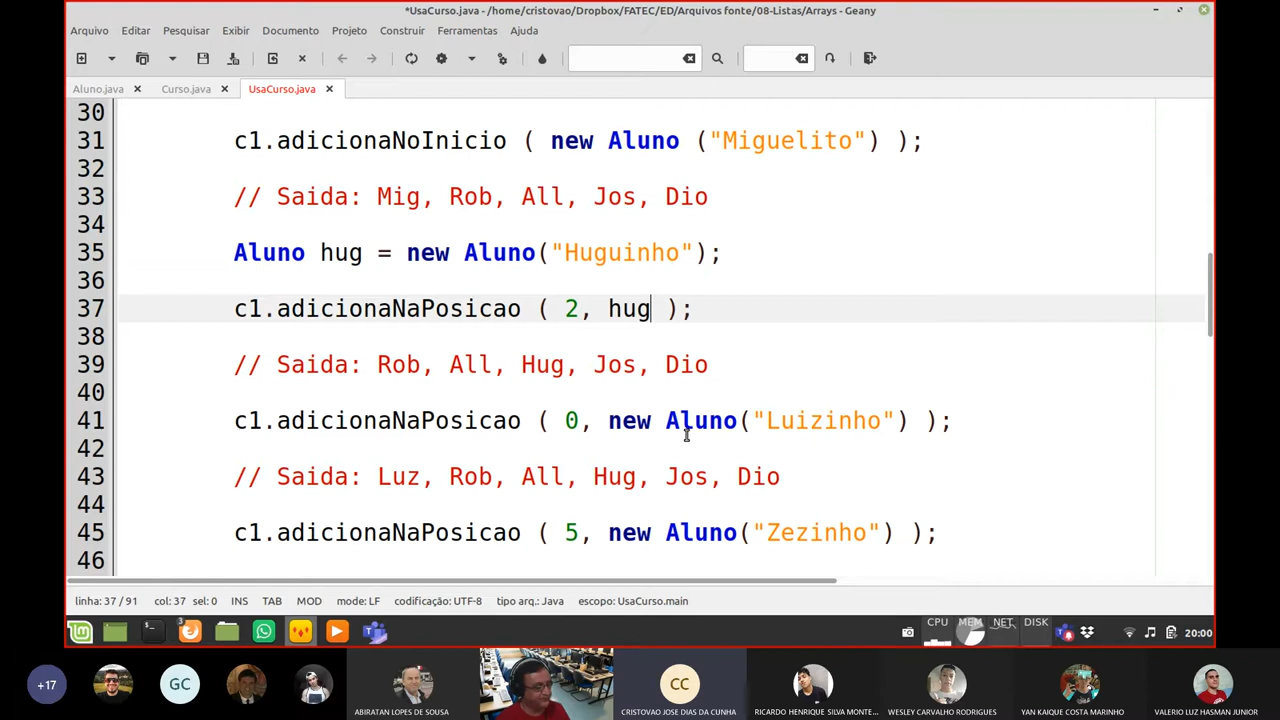 *UsaCurso.java - /home/cristovao/Dropbox/FATEC/ED/Arquivos fonte/08-Listas/Arrays - Geany
Arquivo Editar Pesquisar Exibir Documento Projeto Construir Ferramentas Ajuda
Aluno.java Curso.java UsaCurso.java
30
31 c1.adicionaNoInicio ( new Aluno ("Miguelito") );
32
33 // Saida: Mig, Rob, All, Jos, Dio
34
35 Aluno hug = new Aluno("Huguinho");
36
37 c1.adicionaNaPosicao ( 2, hug );
38
39 // Saida: Rob, All, Hug, Jos, Dio
40
41 c1.adicionaNaPosicao ( 0, new Aluno("Luizinho") );
42
43 // Saida: Luz, Rob, All, Hug, Jos, Dio
44
45 c1.adicionaNaPosicao ( 5, new Aluno("Zezinho") );
46
linha: 37 / 91 col: 37 sel: 0 INS TAB MOD mode: LF codificação: UTF-8 tipo arq.: Java escopo: UsaCurso.main
3 CPU MEM NET DISK 20:00
+17 GC CC
ABIRATAN LOPES DE SOUSA CRISTOVAO JOSE DIAS DA CUNHA RICARDO HENRIQUE SILVA MONTE... WESLEY CARVALHO RODRIGUES YAN KAIQUE COSTA MARINHO VALERIO LUZ HASMAN JUNIOR